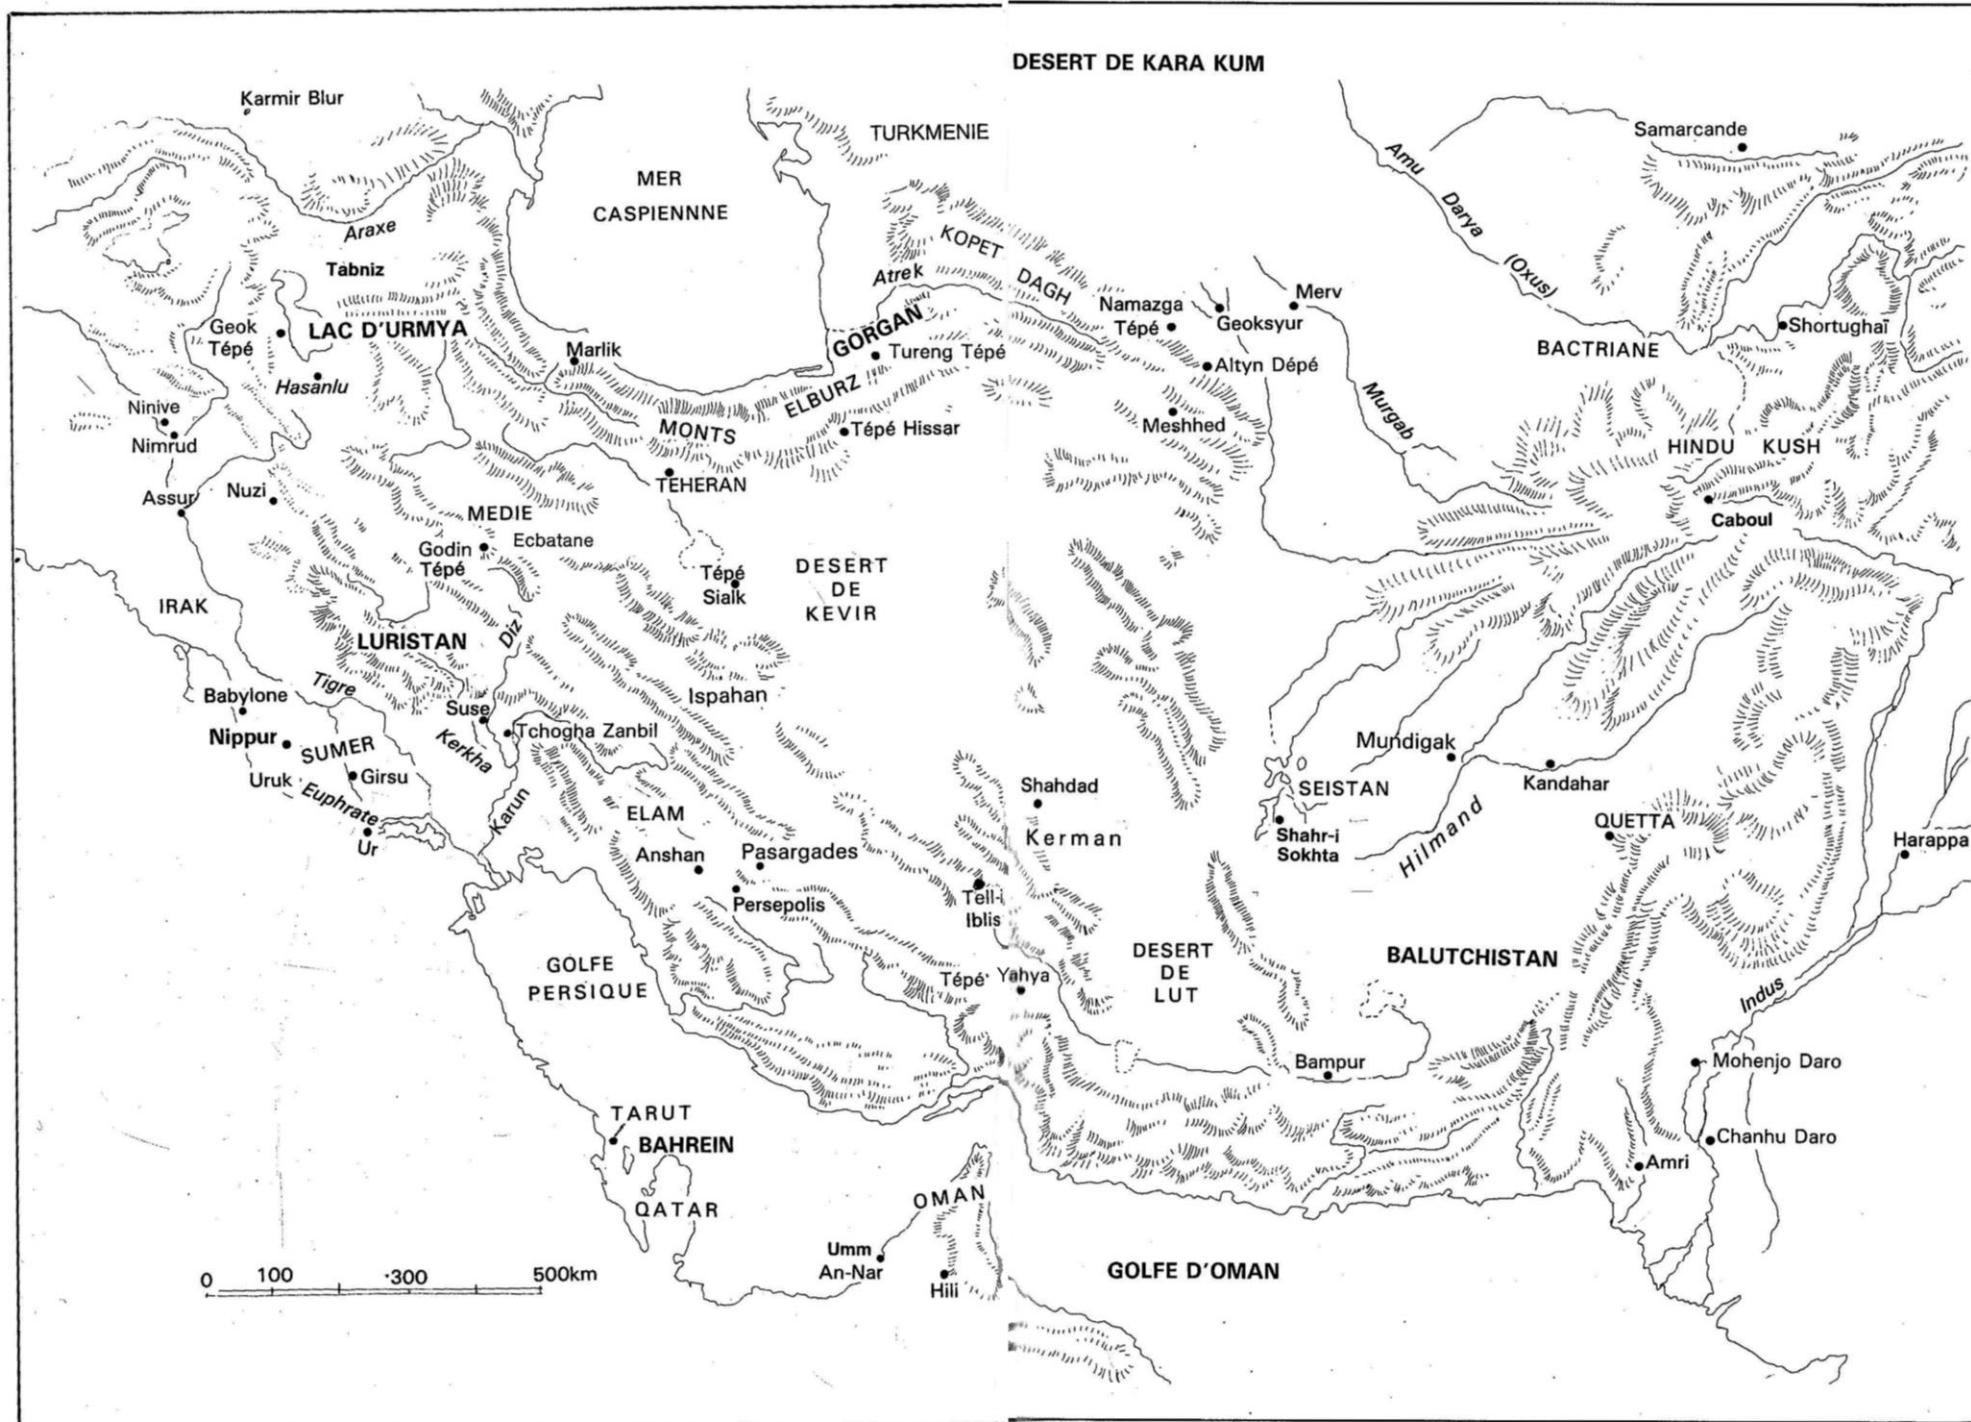 DESERT DE KARA KUM
Karmir Blur
TURKMENIE
Samarcande
MER
CASPIENNNE
Amu
Darya
(Oxus)
Araxe
Tabniz
KOPET
DAGH
Atrek
Namazga
Tépé
Geoksyur
Merv
Shortughaï
BACTRIANE
Geok
Tépé
LAC D'URMYA
Hasanlu
Marlik
GORGAN
Tureng Tépé
Altyn Dépé
ELBURZ
MONTS
Tépé Hissar
Meshhed
Murgab
HINDU KUSH
Ninive
Nimrud
TEHERAN
Assur
Nuzi
MEDIE
Ecbatane
Godin
Tépé
Caboul
Tépé
Sialk
DESERT
DE
KEVIR
IRAK
LURISTAN
Diz
Ispahan
Babylone
Tigre
Suse
Nippur
SUMER
Kerkha
Tchogha Zanbil
Mundigak
Kandahar
Uruk
Girsu
Euphrate
Ur
Karun
ELAM
Shahdad
Kerman
SEISTAN
Shahr-i
Sokhta
Hilmand
QUETTA
Harappa
Anshan
Pasargades
Persepolis
Tell-i
Iblis
GOLFE
PERSIQUE
Tépé Yahya
DESERT
DE
LUT
BALUTCHISTAN
Indus
Bampur
Mohenjo Daro
TARUT
BAHREIN
Chanhu Daro
Amri
QATAR
OMAN
Umm
An-Nar
Hili
GOLFE D'OMAN
0 100 300 500km